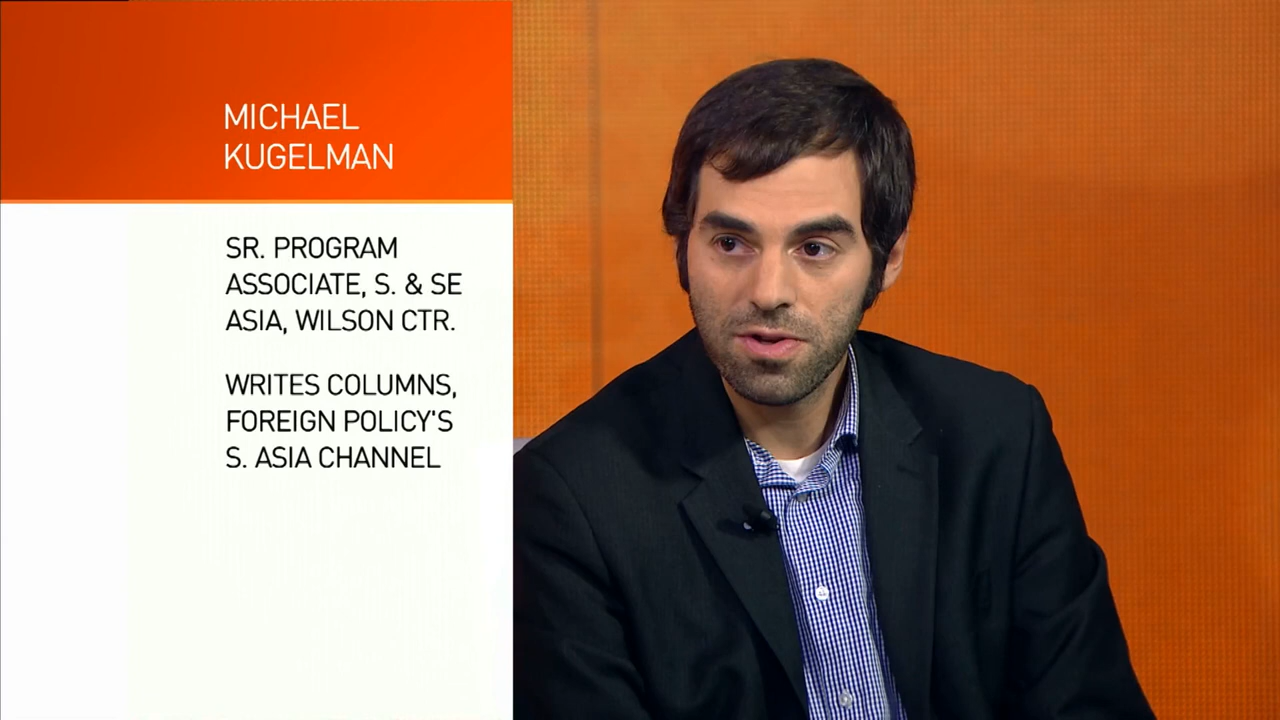 MICHAEL
KUGELMAN
SR. PROGRAM
ASSOCIATE, S. & SE
ASIA, WILSON CTR.
WRITES COLUMNS,
FOREIGN POLICY'S
S. ASIA CHANNEL